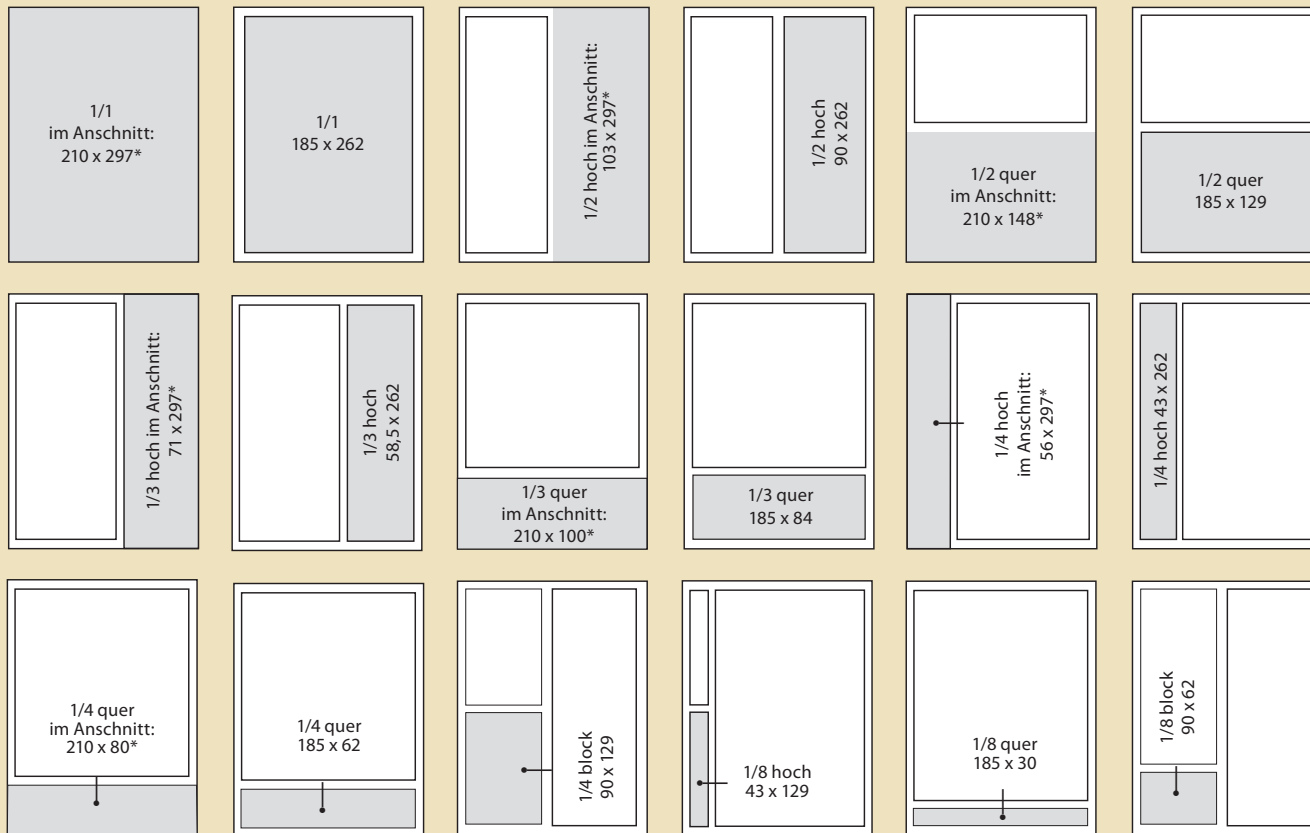 1/1
im Anschnitt:
210 x 297*
1/1
185 x 262
1/2 hoch im Anschnitt:
103 x 297*
1/2 hoch
90 x 262
1/2 quer
im Anschnitt:
210 x 148*
1/2 quer
185 x 129
1/3 hoch im Anschnitt:
71 x 297*
1/3 hoch
58,5 x 262
1/3 quer
im Anschnitt:
210 x 100*
1/3 quer
185 x 84
1/4 hoch
im Anschnitt:
56 x 297*
1/4 hoch 43 x 262
1/4 quer
im Anschnitt:
210 x 80*
1/4 quer
185 x 62
1/4 block
90 x 129
1/8 hoch
43 x 129
1/8 quer
185 x 30
1/8 block
90 x 62